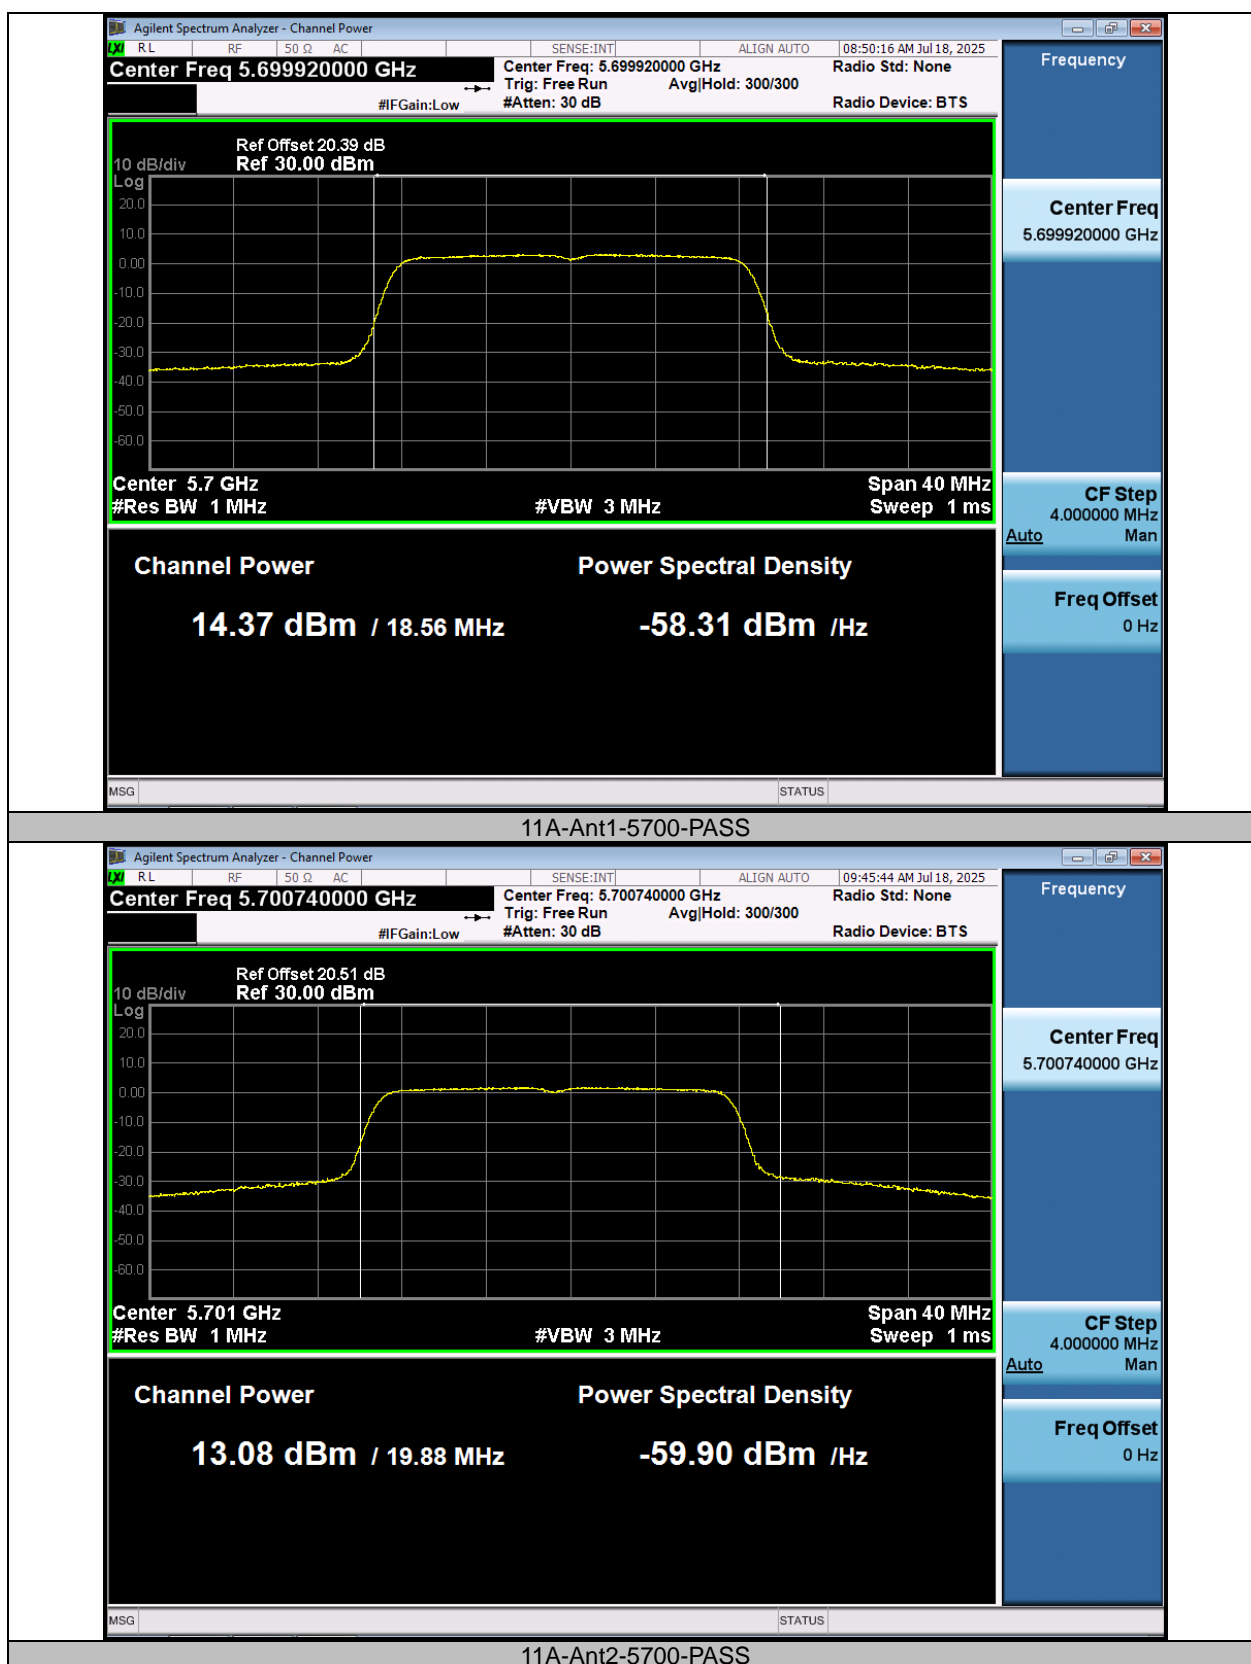 Agilent Spectrum Analyzer - Channel Power
LXI RL RF 50 Ω AC SENSE:INT ALIGN AUTO 08:50:16 AM Jul 18, 2025
Center Freq 5.699920000 GHz Center Freq: 5.699920000 GHz Radio Std: None
Trig: Free Run Avg|Hold: 300/300
#IFGain:Low #Atten: 30 dB Radio Device: BTS
Frequency
Ref Offset 20.39 dB
10 dB/div Ref 30.00 dBm
Log
20.0
10.0
0.00
-10.0
-20.0
-30.0
-40.0
-50.0
-60.0
Center 5.7 GHz Span 40 MHz
#Res BW 1 MHz #VBW 3 MHz Sweep 1 ms
Center Freq
5.699920000 GHz
CF Step
4.000000 MHz
Auto Man
Freq Offset
0 Hz
Channel Power Power Spectral Density
14.37 dBm / 18.56 MHz -58.31 dBm /Hz
MSG STATUS
11A-Ant1-5700-PASS
Agilent Spectrum Analyzer - Channel Power
LXI RL RF 50 Ω AC SENSE:INT ALIGN AUTO 09:45:44 AM Jul 18, 2025
Center Freq 5.700740000 GHz Center Freq: 5.700740000 GHz Radio Std: None
Trig: Free Run Avg|Hold: 300/300
#IFGain:Low #Atten: 30 dB Radio Device: BTS
Frequency
Ref Offset 20.51 dB
10 dB/div Ref 30.00 dBm
Log
20.0
10.0
0.00
-10.0
-20.0
-30.0
-40.0
-50.0
-60.0
Center 5.701 GHz Span 40 MHz
#Res BW 1 MHz #VBW 3 MHz Sweep 1 ms
Center Freq
5.700740000 GHz
CF Step
4.000000 MHz
Auto Man
Freq Offset
0 Hz
Channel Power Power Spectral Density
13.08 dBm / 19.88 MHz -59.90 dBm /Hz
MSG STATUS
11A-Ant2-5700-PASS